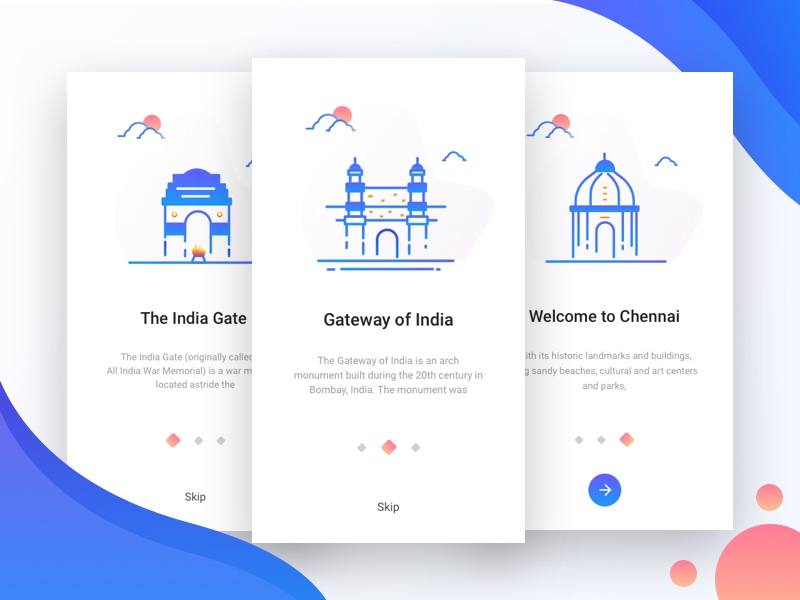 The India Gate
The India Gate (originally called
All India War Memorial) is a war
located astride the
Skip
Gateway of India
The Gateway of India is an arch
monument built during the 20th century in
Bombay, India. The monument was
Skip
Welcome to Chennai
its historic landmarks and buildings,
sandy beaches, cultural and art centers
and parks,